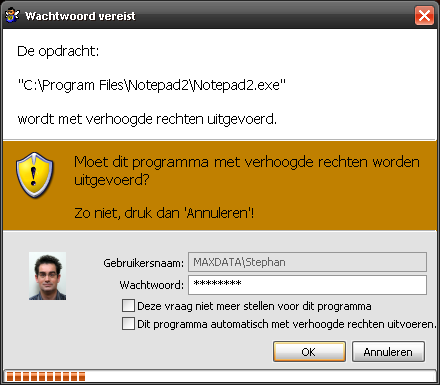 Wachtwoord vereist
De opdracht:
"C:\Program Files\Notepad2\Notepad2.exe"
wordt met verhoogde rechten uitgevoerd.
Moet dit programma met verhoogde rechten worden
uitgevoerd?
Zo niet, druk dan 'Annuleren'!
Gebruikersnaam: MAXDATA\Stephan
Wachtwoord: ********
Deze vraag niet meer stellen voor dit programma
Dit programma automatisch met verhoogde rechten uitvoeren.
OK Annuleren